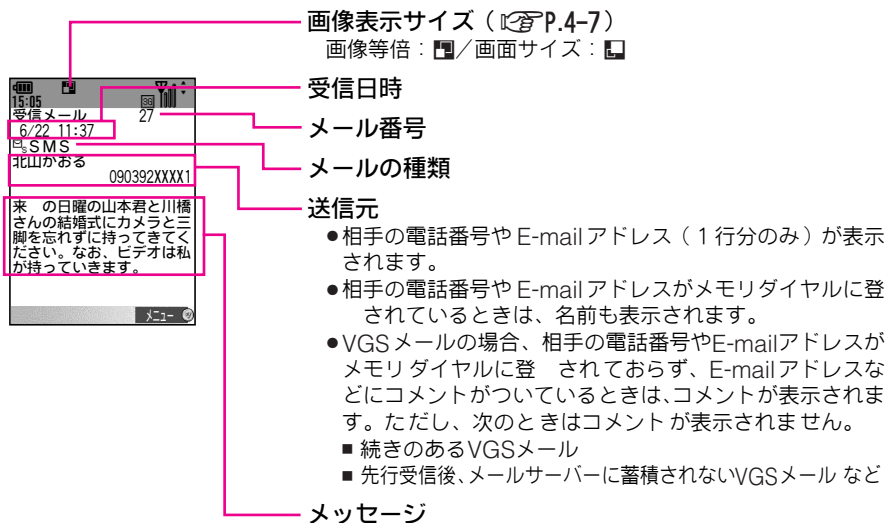 画像表示サイズ（P.4−7）
画像等倍：／画面サイズ：
受信日時
メール番号
メールの種類
送信元
●相手の電話番号や E-mail アドレス（1行分のみ）が表示
されます。
●相手の電話番号や E-mail アドレスがメモリダイヤルに登
されているときは、名前も表示されます。
●VGSメールの場合、相手の電話番号やE-mailアドレスが
メモリダイヤルに登 されておらず、E-mailアドレスな
どにコメントがついているときは、コメントが表示されま
す。ただし、次のときはコメントが表示されません。
■ 続きのあるVGSメール
■ 先行受信後、メールサーバーに蓄積されないVGSメール など
メッセージ
15:05 3G
受信メール 27
6/22 11:37
SMS
北山かおる
090392XXXX1
来 の日曜の山本君と川橋
さんの結婚式にカメラと三
脚を忘れずに持ってきてく
ださい。なお、ビデオは私
が持っていきます。
メニュー